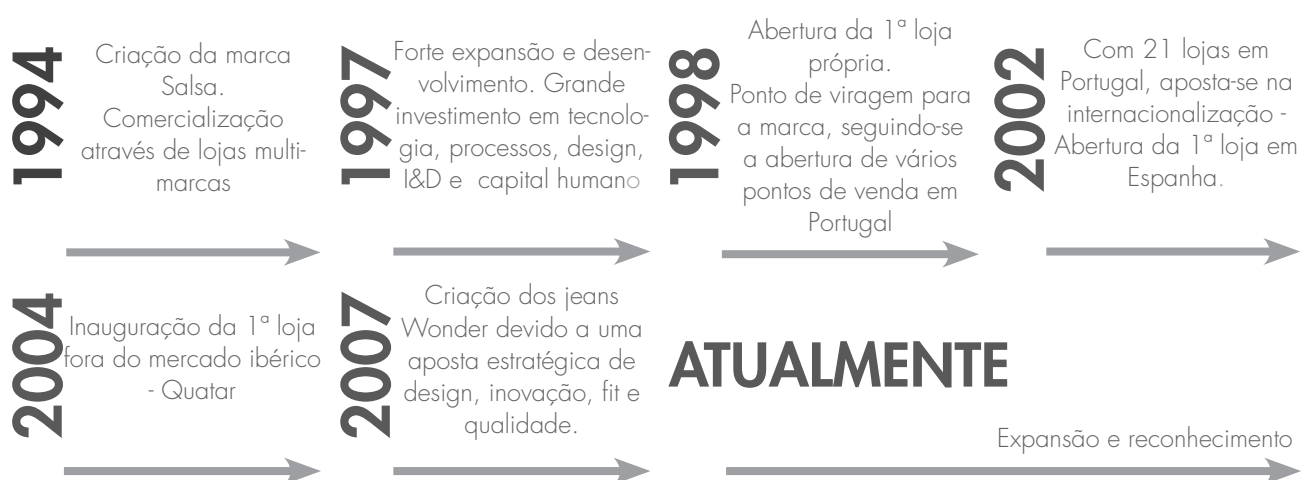 1994
Criação da marca
Salsa.
Comercialização
através de lojas multi-
marcas
1997
Forte expansão e desen-
volvimento. Grande
investimento em tecnolo-
gia, processos, design,
I&D e  capital humano
1998
Abertura da 1ª loja
própria.
Ponto de viragem para
a marca, seguindo-se
a abertura de vários
pontos de venda em
Portugal
2002
Com 21 lojas em
Portugal, aposta-se na
internacionalização -
Abertura da 1ª loja em
Espanha.
2004
Inauguração da 1ª loja
fora do mercado ibérico
- Quatar
2007
Criação dos jeans
Wonder devido a uma
aposta estratégica de
design, inovação, fit e
qualidade.
ATUALMENTE
Expansão e reconhecimento